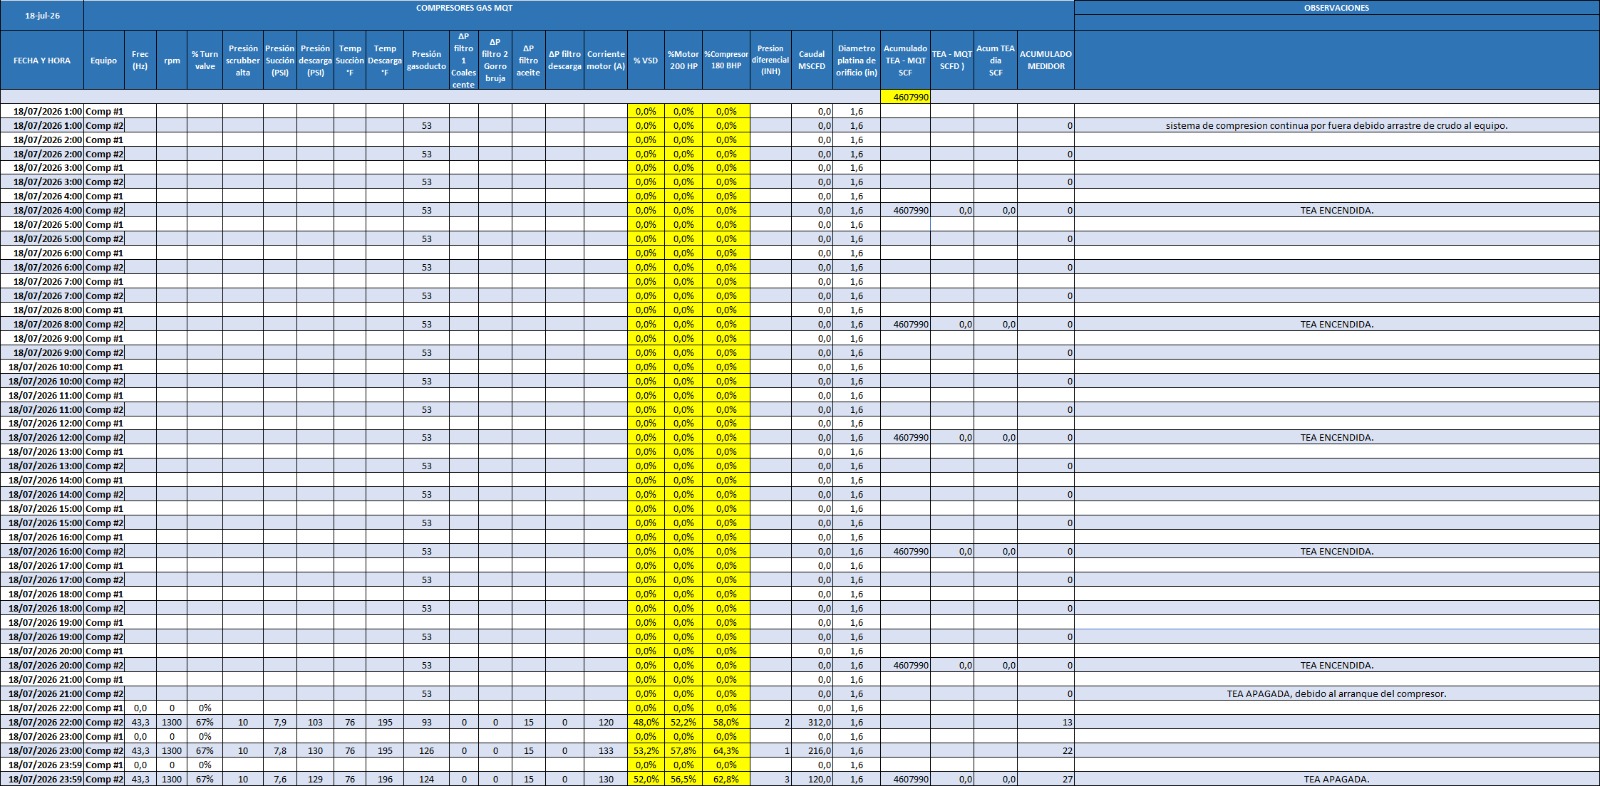 18-jul-26 COMPRESORES GAS MQT OBSERVACIONES
FECHA Y HORA Equipo Frec (Hz) rpm % Turn valve Presión scrubber alta Presión Succión (PSI) Presión descarga (PSI) Temp Succión °F Temp Descarga °F Presión gasoducto ΔP filtro 1 Coales cente ΔP filtro 2 Gorro bruja ΔP filtro aceite ΔP filtro descarga Corriente motor (A) % VSD %Motor 200 HP %Compresor 180 BHP Presion diferencial (INH) Caudal MSCFD Diametro platina de orificio (in) Acumulado TEA - MQT SCF TEA - MQT SCFD ) Acum TEA dia SCF ACUMULADO MEDIDOR
4607990
18/07/2026 1:00 Comp #1 0,0% 0,0% 0,0% 0,0 1,6
18/07/2026 1:00 Comp #2 53 0,0% 0,0% 0,0% 0,0 1,6 0 sistema de compresion continua por fuera debido arrastre de crudo al equipo.
18/07/2026 2:00 Comp #1 0,0% 0,0% 0,0% 0,0 1,6
18/07/2026 2:00 Comp #2 53 0,0% 0,0% 0,0% 0,0 1,6 0
18/07/2026 3:00 Comp #1 0,0% 0,0% 0,0% 0,0 1,6
18/07/2026 3:00 Comp #2 53 0,0% 0,0% 0,0% 0,0 1,6 0
18/07/2026 4:00 Comp #1 0,0% 0,0% 0,0% 0,0 1,6
18/07/2026 4:00 Comp #2 53 0,0% 0,0% 0,0% 0,0 1,6 4607990 0,0 0,0 0 TEA ENCENDIDA.
18/07/2026 5:00 Comp #1 0,0% 0,0% 0,0% 0,0 1,6
18/07/2026 5:00 Comp #2 53 0,0% 0,0% 0,0% 0,0 1,6 0
18/07/2026 6:00 Comp #1 0,0% 0,0% 0,0% 0,0 1,6
18/07/2026 6:00 Comp #2 53 0,0% 0,0% 0,0% 0,0 1,6 0
18/07/2026 7:00 Comp #1 0,0% 0,0% 0,0% 0,0 1,6
18/07/2026 7:00 Comp #2 53 0,0% 0,0% 0,0% 0,0 1,6 0
18/07/2026 8:00 Comp #1 0,0% 0,0% 0,0% 0,0 1,6
18/07/2026 8:00 Comp #2 53 0,0% 0,0% 0,0% 0,0 1,6 4607990 0,0 0,0 0 TEA ENCENDIDA.
18/07/2026 9:00 Comp #1 0,0% 0,0% 0,0% 0,0 1,6
18/07/2026 9:00 Comp #2 53 0,0% 0,0% 0,0% 0,0 1,6 0
18/07/2026 10:00 Comp #1 0,0% 0,0% 0,0% 0,0 1,6
18/07/2026 10:00 Comp #2 53 0,0% 0,0% 0,0% 0,0 1,6 0
18/07/2026 11:00 Comp #1 0,0% 0,0% 0,0% 0,0 1,6
18/07/2026 11:00 Comp #2 53 0,0% 0,0% 0,0% 0,0 1,6 0
18/07/2026 12:00 Comp #1 0,0% 0,0% 0,0% 0,0 1,6
18/07/2026 12:00 Comp #2 53 0,0% 0,0% 0,0% 0,0 1,6 4607990 0,0 0,0 0 TEA ENCENDIDA.
18/07/2026 13:00 Comp #1 0,0% 0,0% 0,0% 0,0 1,6
18/07/2026 13:00 Comp #2 53 0,0% 0,0% 0,0% 0,0 1,6 0
18/07/2026 14:00 Comp #1 0,0% 0,0% 0,0% 0,0 1,6
18/07/2026 14:00 Comp #2 53 0,0% 0,0% 0,0% 0,0 1,6 0
18/07/2026 15:00 Comp #1 0,0% 0,0% 0,0% 0,0 1,6
18/07/2026 15:00 Comp #2 53 0,0% 0,0% 0,0% 0,0 1,6 0
18/07/2026 16:00 Comp #1 0,0% 0,0% 0,0% 0,0 1,6
18/07/2026 16:00 Comp #2 53 0,0% 0,0% 0,0% 0,0 1,6 4607990 0,0 0,0 0 TEA ENCENDIDA.
18/07/2026 17:00 Comp #1 0,0% 0,0% 0,0% 0,0 1,6
18/07/2026 17:00 Comp #2 53 0,0% 0,0% 0,0% 0,0 1,6 0
18/07/2026 18:00 Comp #1 0,0% 0,0% 0,0% 0,0 1,6
18/07/2026 18:00 Comp #2 53 0,0% 0,0% 0,0% 0,0 1,6 0
18/07/2026 19:00 Comp #1 0,0% 0,0% 0,0% 0,0 1,6
18/07/2026 19:00 Comp #2 53 0,0% 0,0% 0,0% 0,0 1,6 0
18/07/2026 20:00 Comp #1 0,0% 0,0% 0,0% 0,0 1,6
18/07/2026 20:00 Comp #2 53 0,0% 0,0% 0,0% 0,0 1,6 4607990 0,0 0,0 0 TEA ENCENDIDA.
18/07/2026 21:00 Comp #1 0,0% 0,0% 0,0% 0,0 1,6
18/07/2026 21:00 Comp #2 53 0,0% 0,0% 0,0% 0,0 1,6 0 TEA APAGADA, debido al arranque del compresor.
18/07/2026 22:00 Comp #1 0,0 0 0% 0,0% 0,0% 0,0% 0,0 1,6
18/07/2026 22:00 Comp #2 43,3 1300 67% 10 7,9 103 76 195 93 0 0 15 0 120 48,0% 52,2% 58,0% 2 312,0 1,6 13
18/07/2026 23:00 Comp #1 0,0 0 0% 0,0% 0,0% 0,0% 0,0 1,6
18/07/2026 23:00 Comp #2 43,3 1300 67% 10 7,8 130 76 195 126 0 0 15 0 133 53,2% 57,8% 64,3% 1 216,0 1,6 22
18/07/2026 23:59 Comp #1 0,0 0 0% 0,0% 0,0% 0,0% 0,0 1,6
18/07/2026 23:59 Comp #2 43,3 1300 67% 10 7,6 129 76 196 124 0 0 15 0 130 52,0% 56,5% 62,8% 3 120,0 1,6 4607990 0,0 0,0 27 TEA APAGADA.